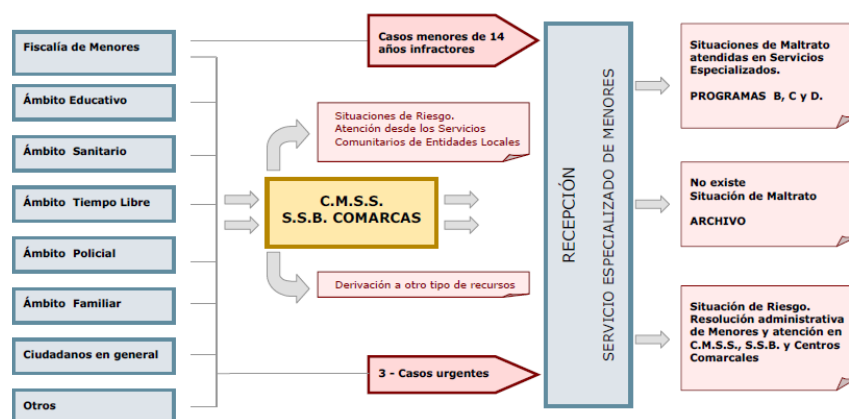 Fiscalía de Menores
Ámbito Educativo
Ámbito  Sanitario
Ámbito  Tiempo Libre
Ámbito  Policial
Ámbito  Familiar
Ciudadanos en general
Otros
Casos menores de 14
años infractores
Situaciones de Riesgo.
Atención desde los Servicios
Comunitarios de Entidades Locales
C.M.S.S.
S.S.B. COMARCAS
Derivación a otro tipo de recursos
3 - Casos urgentes
RECEPCIÓN
SERVICIO ESPECIALIZADO DE MENORES
Situaciones de Maltrato
atendidas en Servicios
Especializados.
PROGRAMAS  B, C y D.
No existe
Situación de Maltrato
ARCHIVO
Situación de Riesgo.
Resolución administrativa
de Menores y atención en
C.M.S.S., S.S.B. y Centros
Comarcales